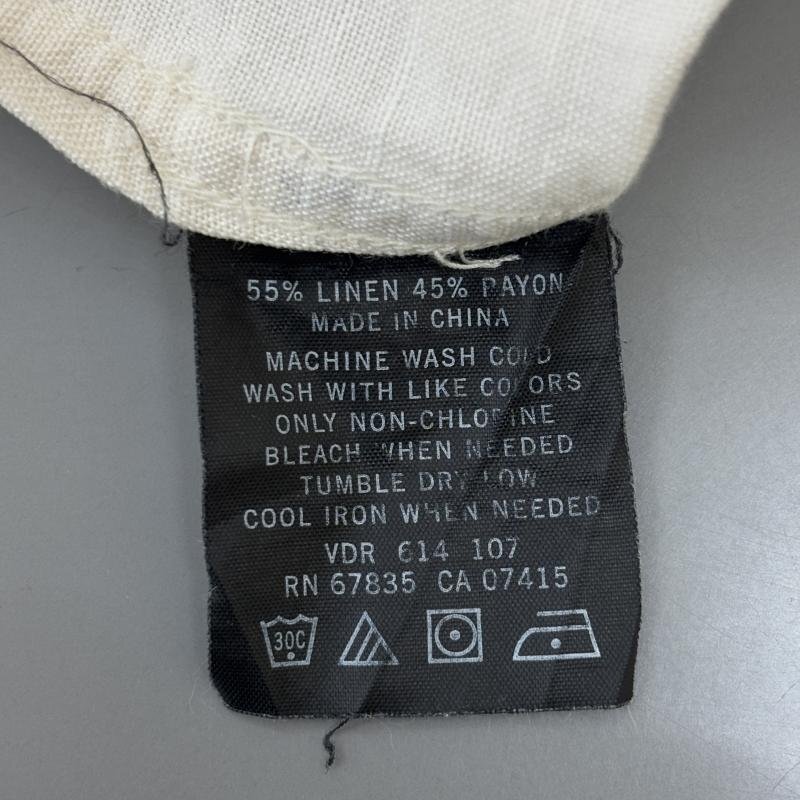 55% LINEN 45% RAYON
MADE IN CHINA
MACHINE WASH COLD
WASH WITH LIKE COLORS
ONLY NON-CHLORINE
BLEACH WHEN NEEDED
TUMBLE DRY LOW
COOL IRON WHEN NEEDED
VDR 614 107
RN 67835 CA 07415
30C